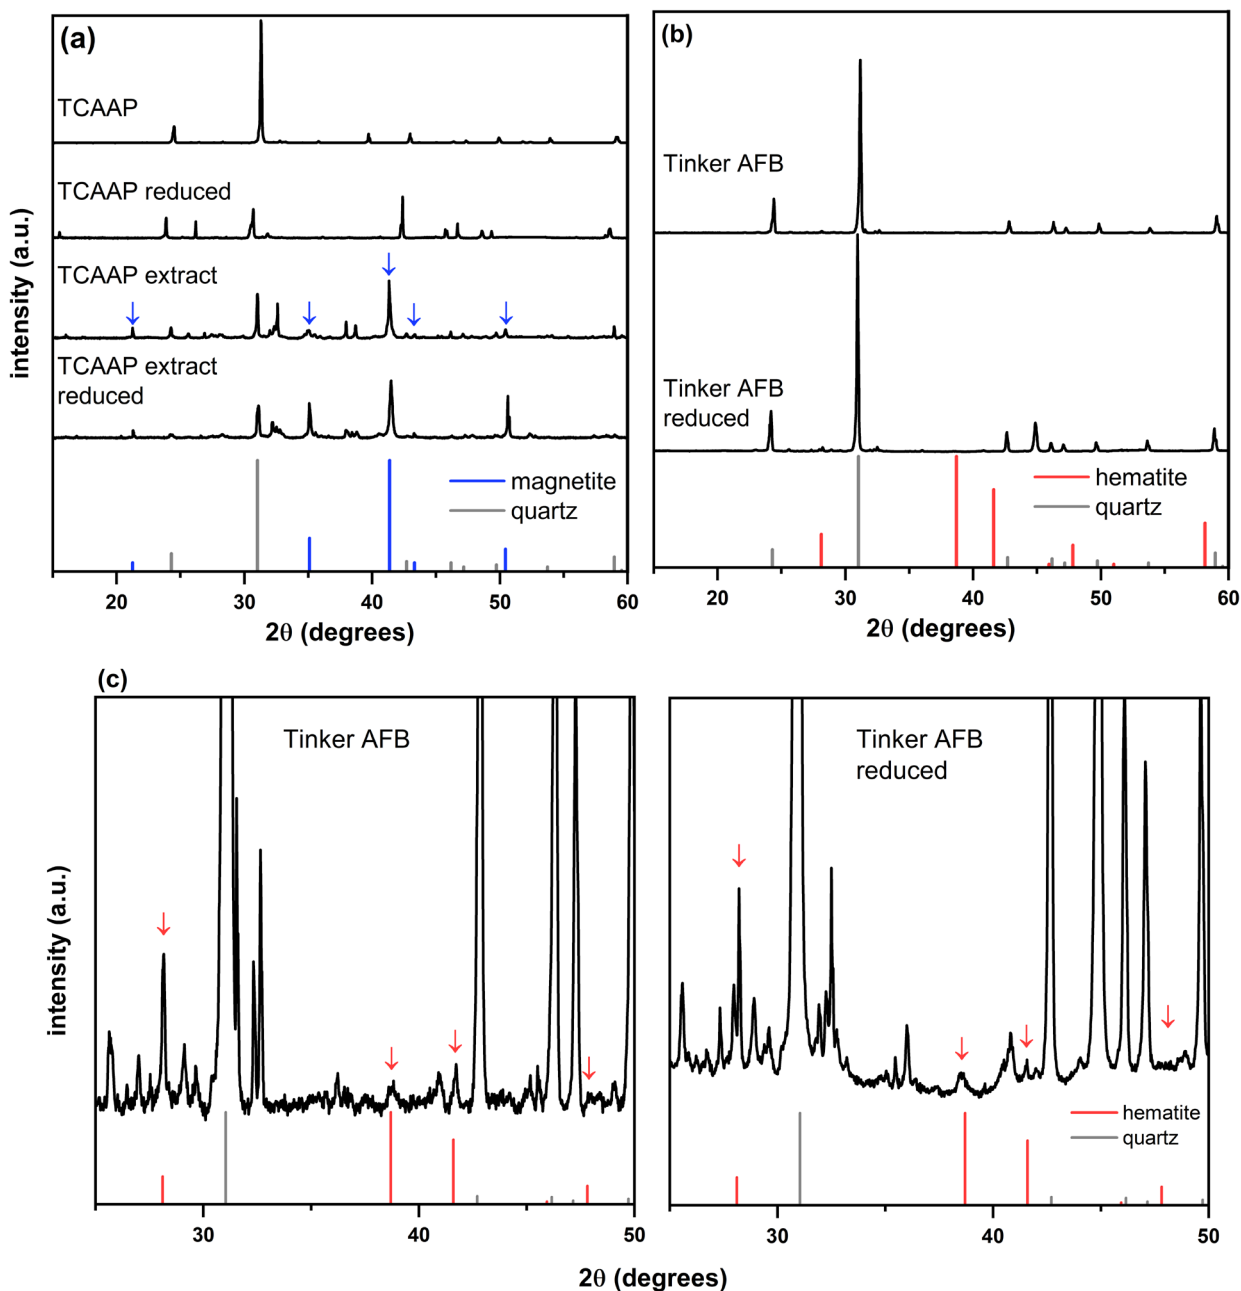 (a)
TCAAP
TCAAP reduced
TCAAP extract
TCAAP extract
reduced
magnetite
quartz
intensity (a.u.)
20 30 40 50 60
2θ (degrees)
(b)
Tinker AFB
Tinker AFB
reduced
hematite
quartz
20 30 40 50 60
2θ (degrees)
(c)
Tinker AFB
intensity (a.u.)
30 40 50
Tinker AFB
reduced
hematite
quartz
30 40 50
2θ (degrees)